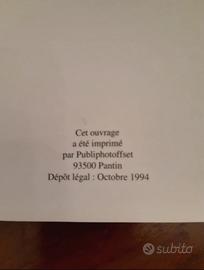 Cet ouvrage
a été imprimé
par Publiphotoffset
93500 Pantin
Dépôt légal : Octobre 1994
subito